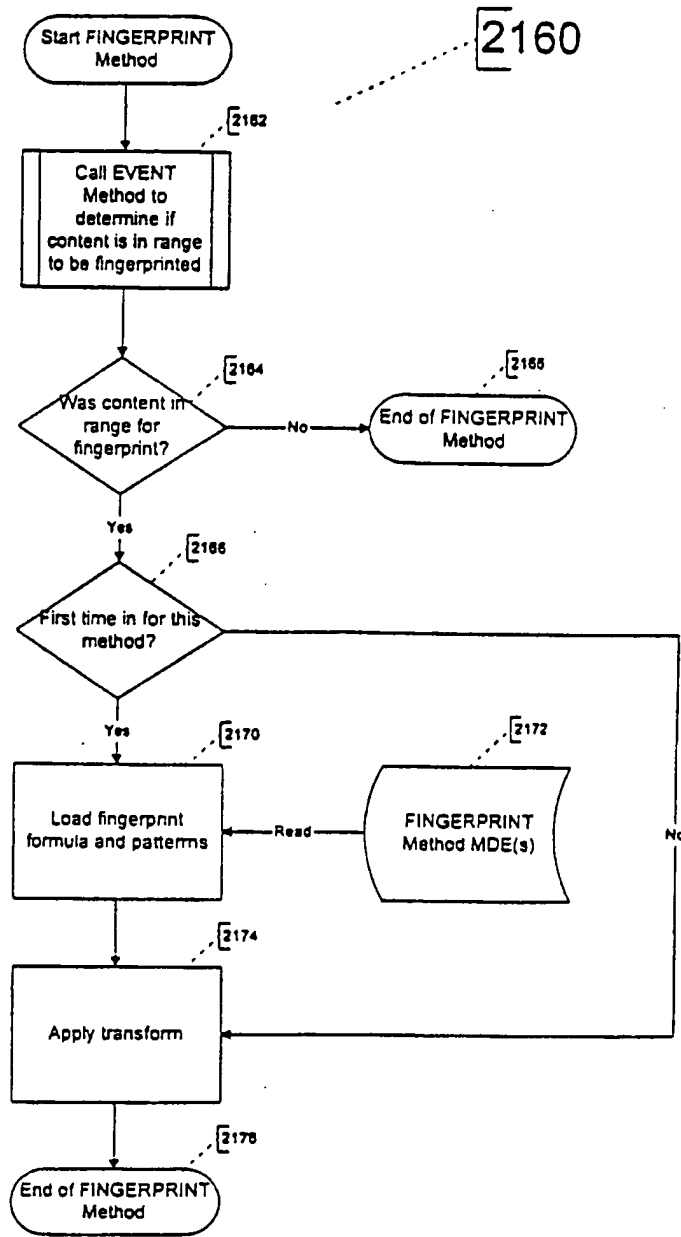 Start FINGERPRINT
Method
2160
2162
Call EVENT
Method to
determine if
content is in range
to be fingerprinted
2164
Was content in
range for
fingerprint?
No
2165
End of FINGERPRINT
Method
Yes
2166
First time in for this
method?
Yes
2170
2172
Load fingerprint
formula and patterns
Read
FINGERPRINT
Method MDE(s)
No
2174
Apply transform
2176
End of FINGERPRINT
Method